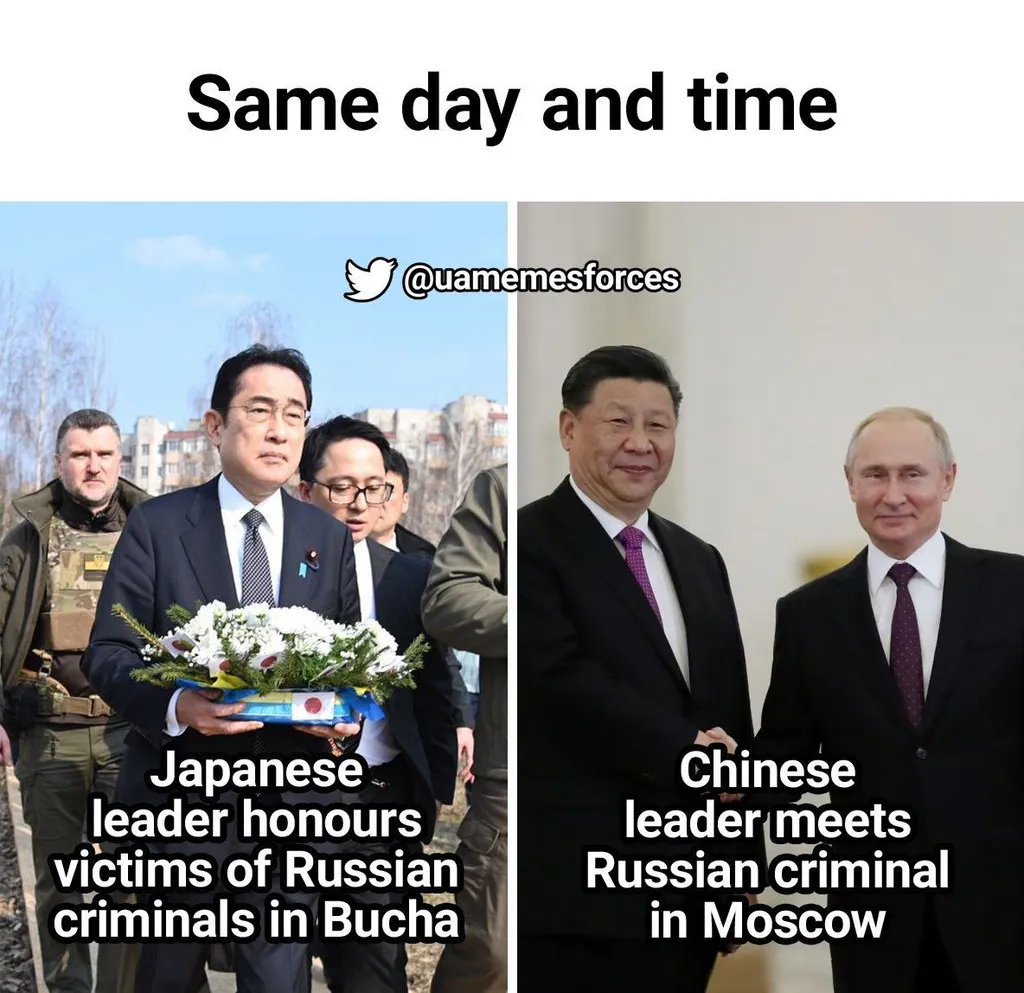 Same day and time
@uamemesforces
Japanese
leader honours
victims of Russian
criminals in Bucha
Chinese
leader meets
Russian criminal
in Moscow